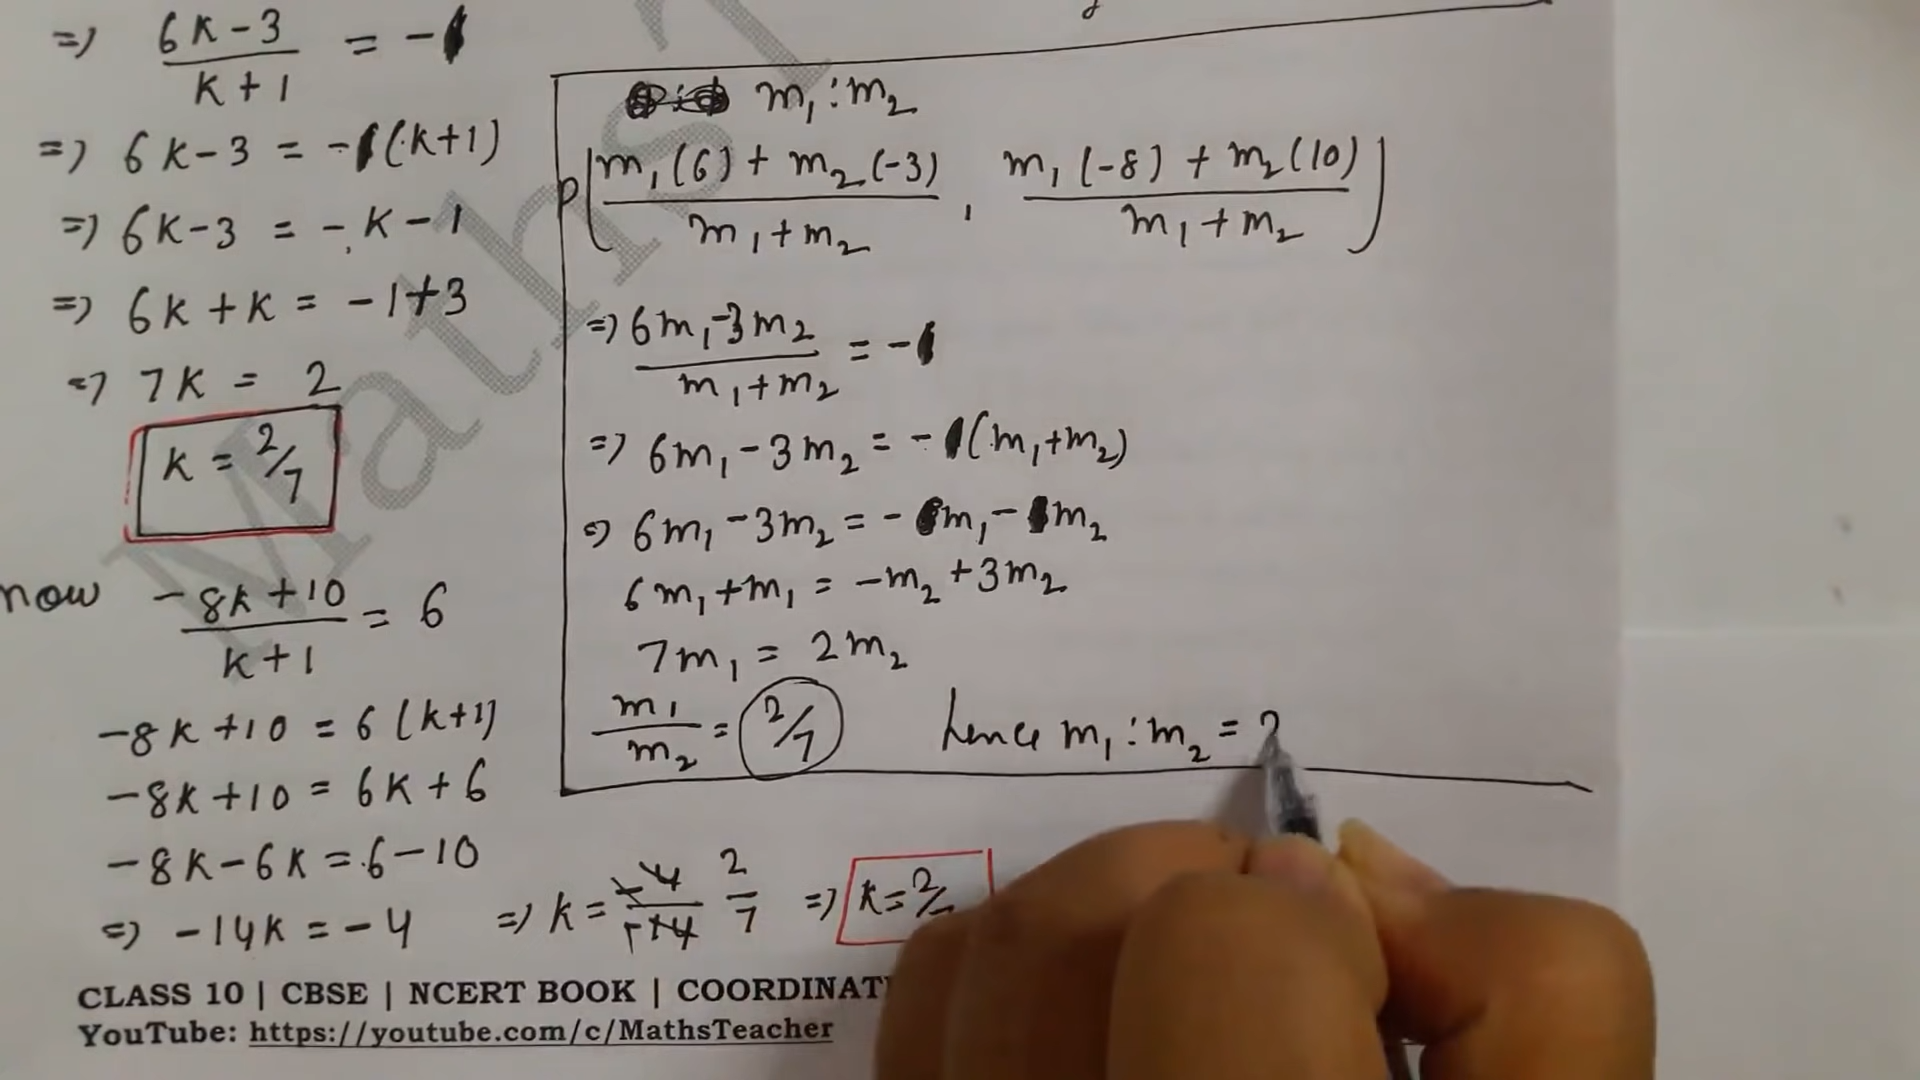 => 6k-3 / k+1 = -1
=> 6k-3 = -1(k+1)
=> 6k-3 = -k-1
=> 6k+k = -1+3
=> 7k = 2
k = 2/7
now -8k+10 / k+1 = 6
-8k+10 = 6(k+1)
-8k+10 = 6k+6
-8k-6k = 6-10
=> -14k = -4 => k = -4/-14 2/7 => k=2/
m₁:m₂
P( m₁(6)+m₂(-3) / m₁+m₂ , m₁(-8)+m₂(10) / m₁+m₂ )
=> 6m₁-3m₂ / m₁+m₂ = -1
=> 6m₁-3m₂ = -1(m₁+m₂)
=> 6m₁-3m₂ = -1m₁-1m₂
6m₁+m₁ = -m₂+3m₂
7m₁ = 2m₂
m₁/m₂ = 2/7 hence m₁:m₂ = 2
CLASS 10 | CBSE | NCERT BOOK | COORDINAT
YouTube: https://youtube.com/c/MathsTeacher
Maths T